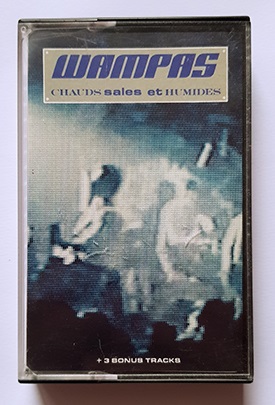 WAMPAS
CHAUDS sales et HUMIDES
+ 3 BONUS TRACKS